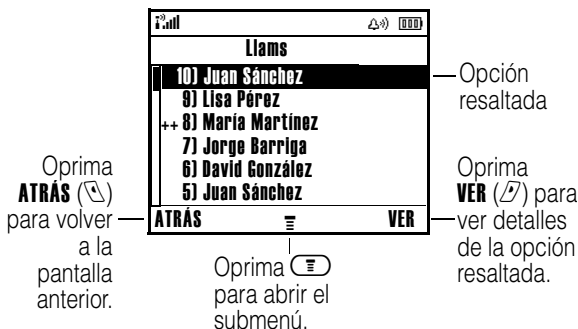 Llams
10) Juan Sánchez
9) Lisa Pérez
++ 8) María Martínez
7) Jorge Barriga
6) David González
5) Juan Sánchez
ATRÁS
VER
Opción
resaltada
Oprima
ATRÁS ( )
para volver
a la
pantalla
anterior.
Oprima
para abrir el
submenú.
Oprima
VER ( ) para
ver detalles
de la opción
resaltada.